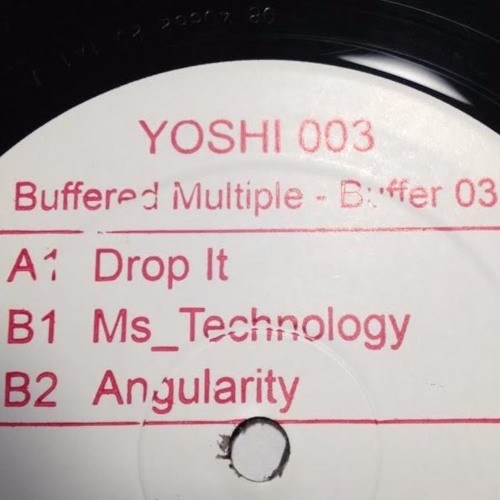 YOSHI 003
Buffered Multiple - Buffer 03
A1 Drop It
B1 Ms_Technology
B2 Angularity